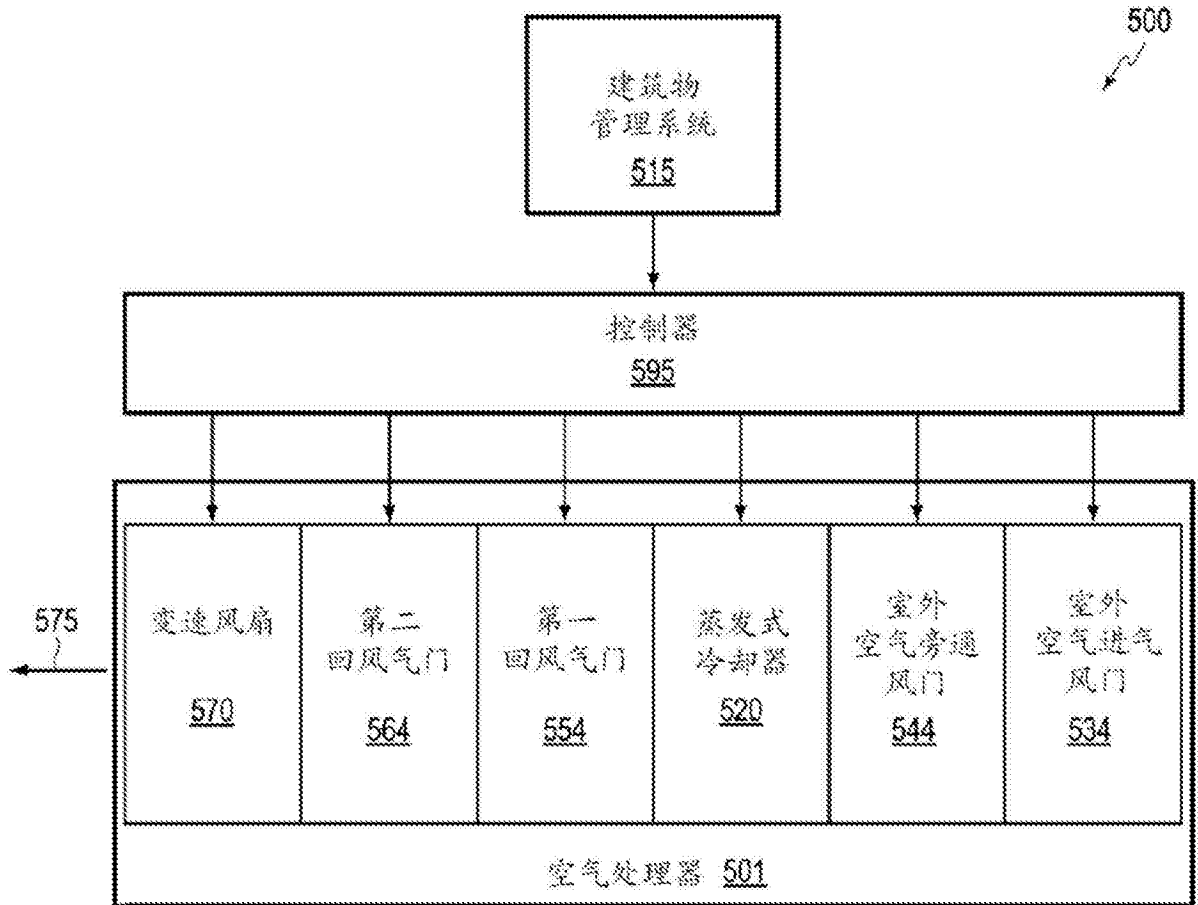 500
建筑物
管理系统
515
控制器
595
575
变速风扇
570
第二
回风气门
564
第一
回风气门
554
蒸发式
冷却器
520
室外
空气旁通
风门
544
室外
空气进气
风门
534
空气处理器 501